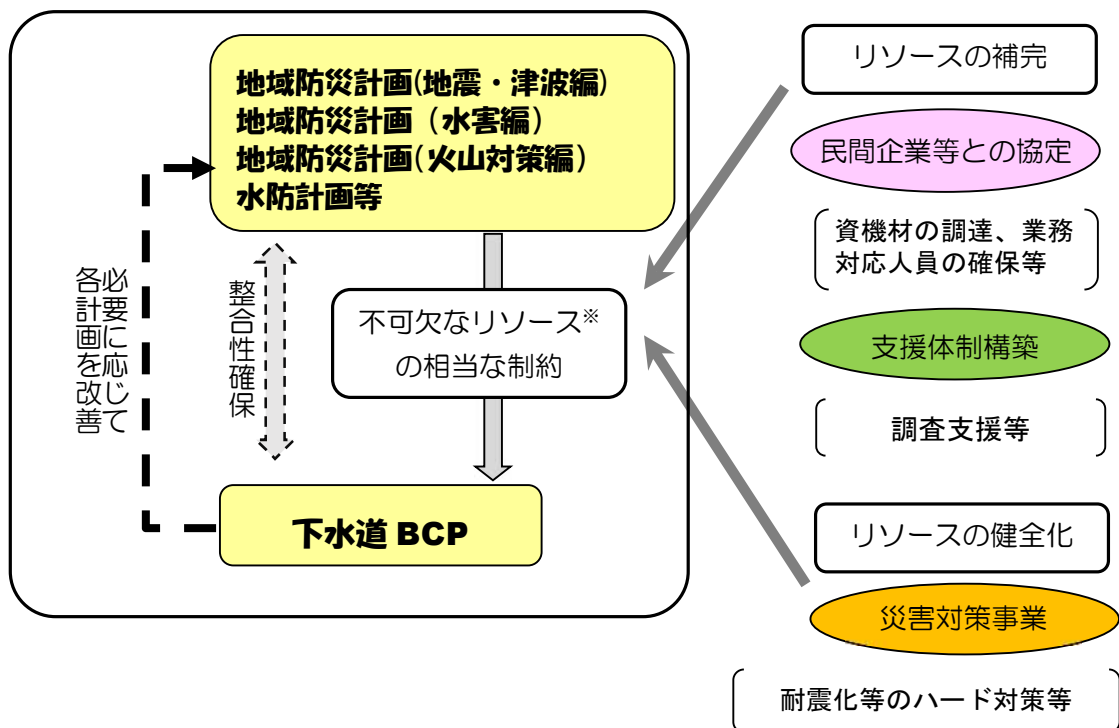 地域防災計画(地震・津波編)
地域防災計画（水害編）
地域防災計画(火山対策編)
水防計画等
必要に応じて
各計画を改善
整合性確保
不可欠なリソース※
の相当な制約
下水道 BCP
リソースの補完
民間企業等との協定
資機材の調達、業務
対応人員の確保等
支援体制構築
調査支援等
リソースの健全化
災害対策事業
耐震化等のハード対策等